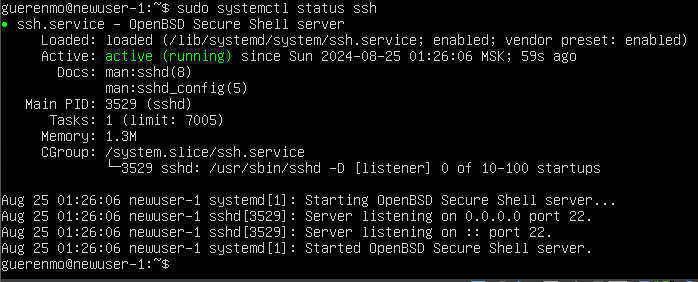 guerenmo@newuser-1:~$ sudo systemctl status ssh
● ssh.service - OpenBSD Secure Shell server
     Loaded: loaded (/lib/systemd/system/ssh.service; enabled; vendor preset: enabled)
     Active: active (running) since Sun 2024-08-25 01:26:06 MSK; 59s ago
       Docs: man:sshd(8)
             man:sshd_config(5)
   Main PID: 3529 (sshd)
      Tasks: 1 (limit: 7005)
     Memory: 1.3M
     CGroup: /system.slice/ssh.service
             └─3529 sshd: /usr/sbin/sshd -D [listener] 0 of 10-100 startups

Aug 25 01:26:06 newuser-1 systemd[1]: Starting OpenBSD Secure Shell server...
Aug 25 01:26:06 newuser-1 sshd[3529]: Server listening on 0.0.0.0 port 22.
Aug 25 01:26:06 newuser-1 sshd[3529]: Server listening on :: port 22.
Aug 25 01:26:06 newuser-1 systemd[1]: Started OpenBSD Secure Shell server.
guerenmo@newuser-1:~$